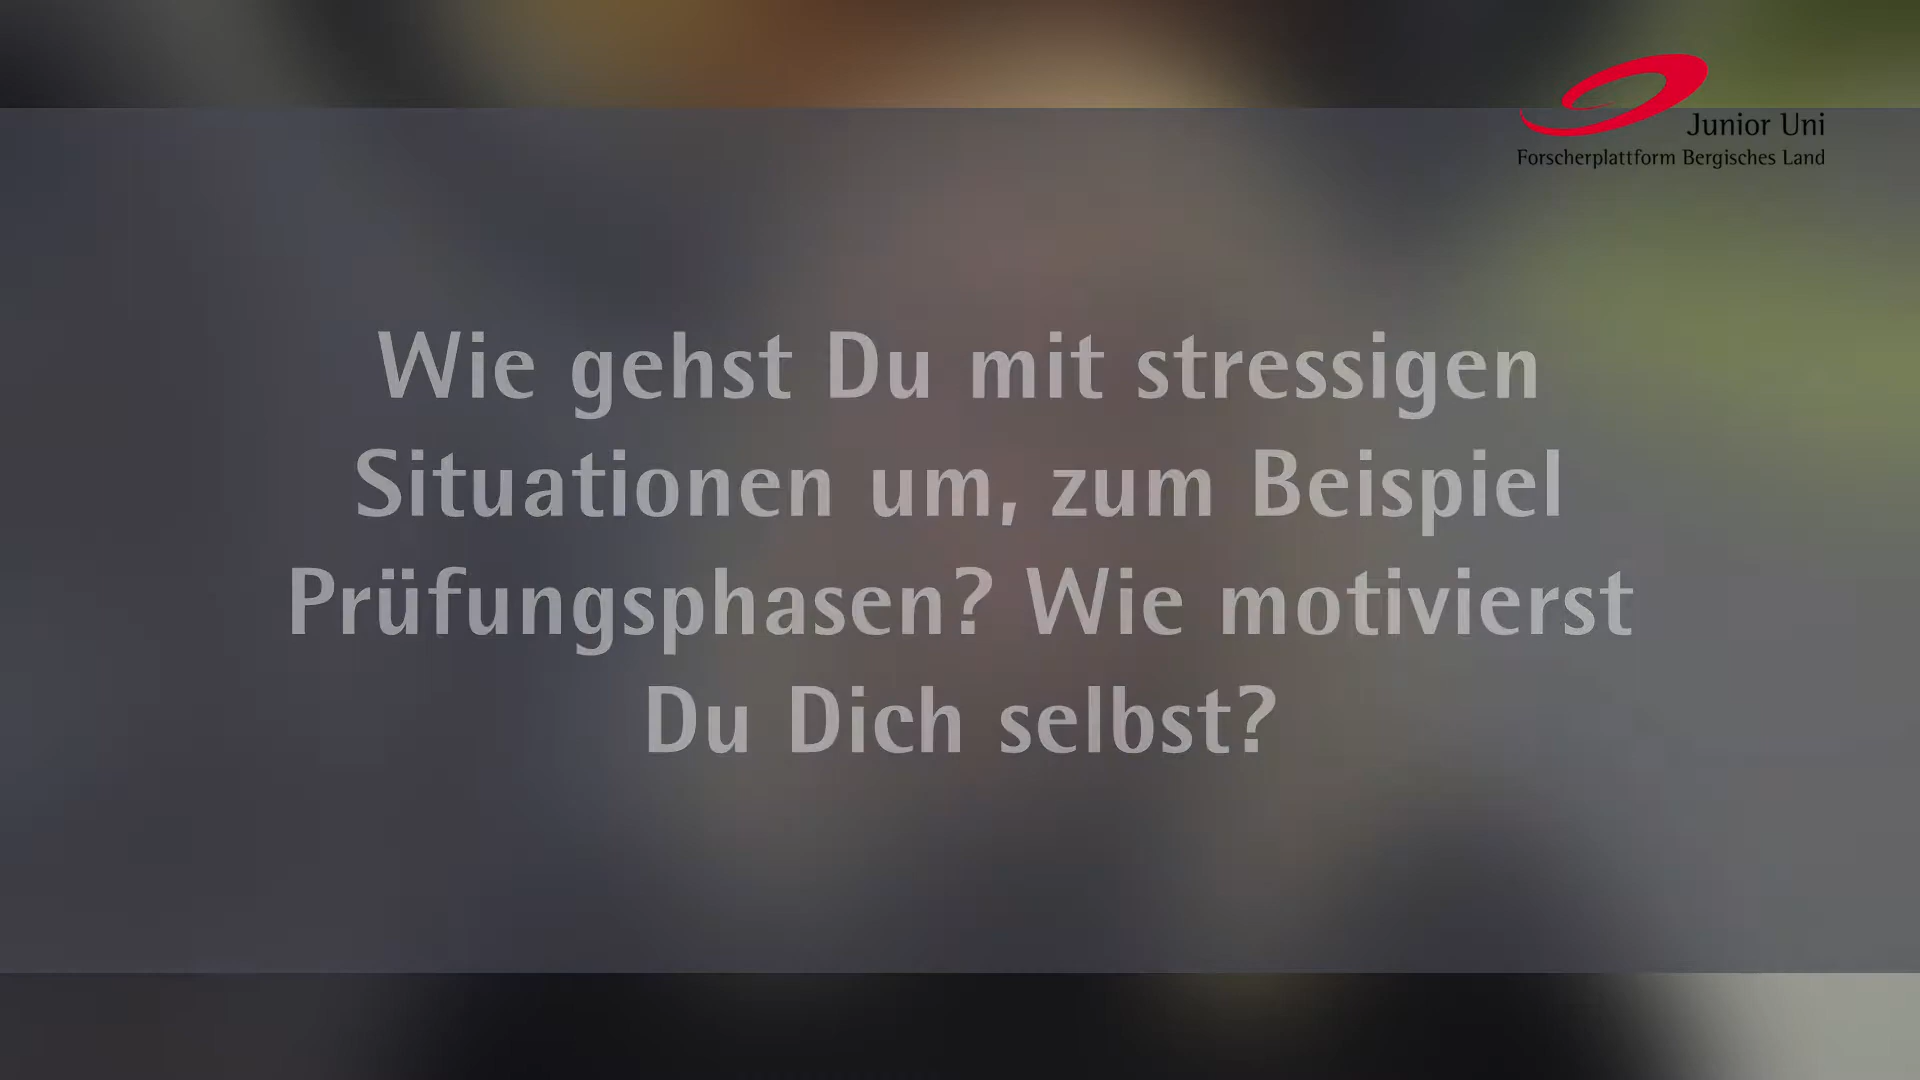 Junior Uni
Forscherplattform Bergisches Land
Wie gehst Du mit stressigen
Situationen um, zum Beispiel
Prüfungsphasen? Wie motivierst
Du Dich selbst?